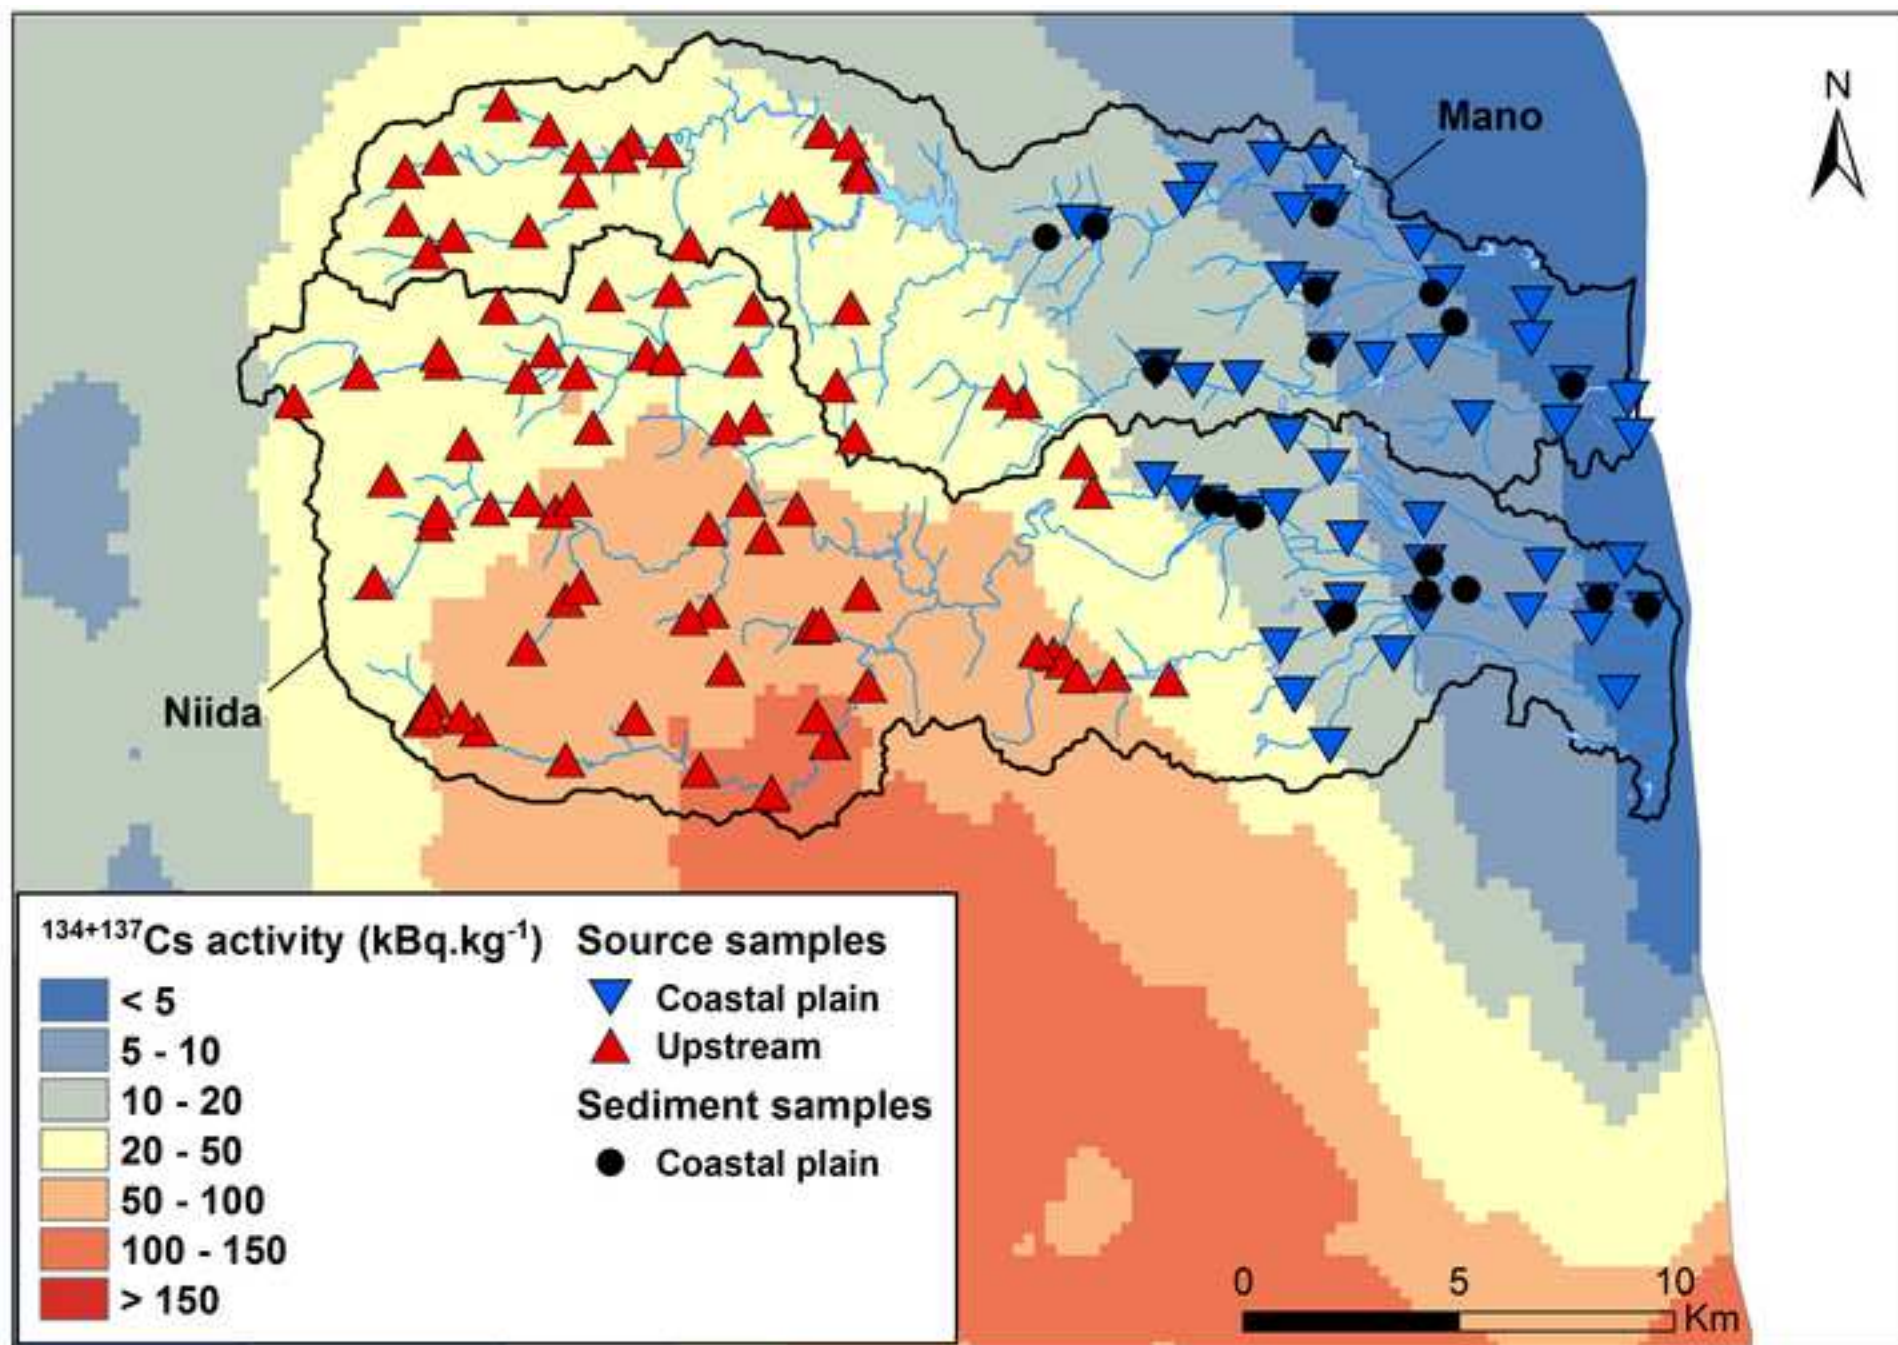 N
Mano
Niida
134+137Cs activity (kBq.kg-1)
< 5
5 - 10
10 - 20
20 - 50
50 - 100
100 - 150
> 150
Source samples
Coastal plain
Upstream
Sediment samples
Coastal plain
0 5 10
Km